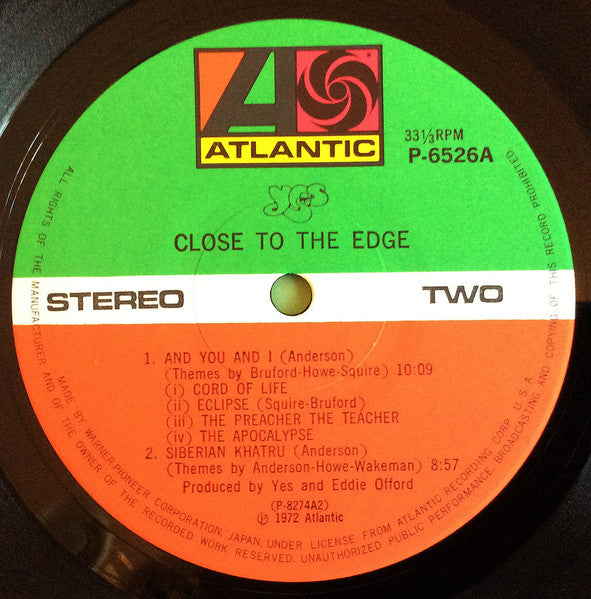 ATLANTIC
33⅓RPM
P-6526A
yes
CLOSE TO THE EDGE
STEREO
TWO
1. AND YOU AND I (Anderson)
(Themes by Bruford-Howe-Squire) 10:09
(i) CORD OF LIFE
(ii) ECLIPSE (Squire-Bruford)
(iii) THE PREACHER THE TEACHER
(iv) THE APOCALYPSE
2. SIBERIAN KHATRU (Anderson)
(Themes by Anderson-Howe-Wakeman) 8:57
Produced by Yes and Eddie Offord
(P-8274A2)
Ⓟ 1972 Atlantic
MADE BY WARNER-PIONEER CORPORATION, JAPAN, UNDER LICENSE FROM ATLANTIC RECORDING CORP. U. S. A.
ALL RIGHTS OF THE MANUFACTURER AND OF THE OWNER OF THE RECORDED WORK RESERVED. UNAUTHORIZED PUBLIC PERFORMANCE, BROADCASTING AND COPYING OF THIS RECORD PROHIBITED